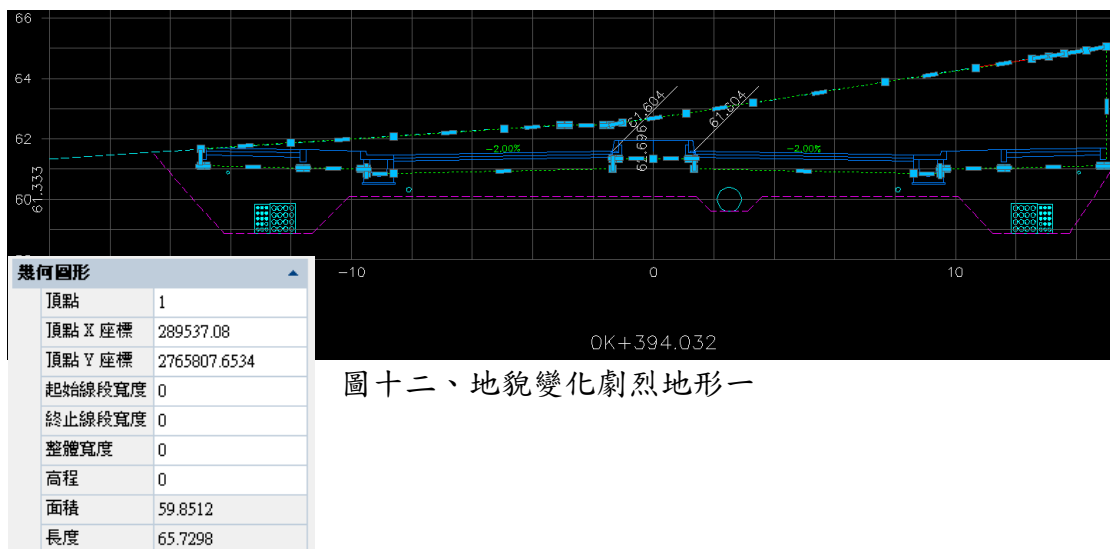 66
64
62
60
61.333
61.604
61.696
61.604
-2.00%
-2.00%
-10
0
10
0K+394.032
幾何圖形
頂點 1
頂點 X 座標 289537.08
頂點 Y 座標 2765807.6534
起始線段寬度 0
終止線段寬度 0
整體寬度 0
高程 0
面積 59.8512
長度 65.7298
圖十二、地貌變化劇烈地形一